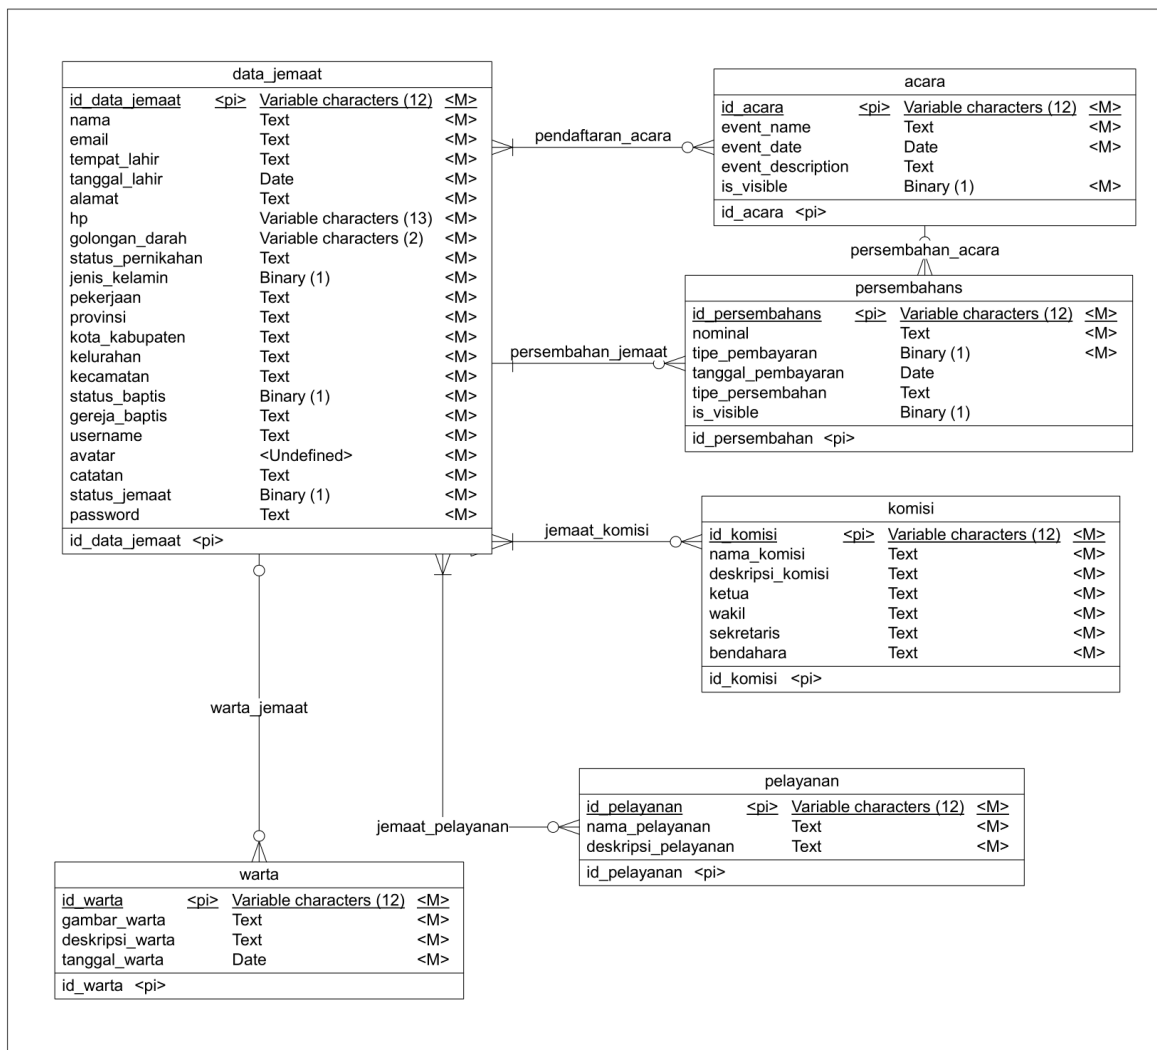 data_jemaat
id_data_jemaat <pi> Variable characters (12) <M>
nama Text <M>
email Text <M>
tempat_lahir Text <M>
tanggal_lahir Date <M>
alamat Text <M>
hp Variable characters (13) <M>
golongan_darah Variable characters (2) <M>
status_pernikahan Text <M>
jenis_kelamin Binary (1) <M>
pekerjaan Text <M>
provinsi Text <M>
kota_kabupaten Text <M>
kelurahan Text <M>
kecamatan Text <M>
status_baptis Binary (1) <M>
gereja_baptis Text <M>
username Text <M>
avatar <Undefined> <M>
catatan Text <M>
status_jemaat Binary (1) <M>
password Text <M>
id_data_jemaat <pi>
pendaftaran_acara
acara
id_acara <pi> Variable characters (12) <M>
event_name Text <M>
event_date Date <M>
event_description Text
is_visible Binary (1) <M>
id_acara <pi>
persembahan_acara
persembahans
id_persembahans <pi> Variable characters (12) <M>
nominal Text <M>
tipe_pembayaran Binary (1) <M>
tanggal_pembayaran Date
tipe_persembahan Text
is_visible Binary (1)
id_persembahan <pi>
persembahan_jemaat
jemaat_komisi
komisi
id_komisi <pi> Variable characters (12) <M>
nama_komisi Text <M>
deskripsi_komisi Text <M>
ketua Text <M>
wakil Text <M>
sekretaris Text <M>
bendahara Text <M>
id_komisi <pi>
warta_jemaat
jemaat_pelayanan
pelayanan
id_pelayanan <pi> Variable characters (12) <M>
nama_pelayanan Text <M>
deskripsi_pelayanan Text <M>
id_pelayanan <pi>
warta
id_warta <pi> Variable characters (12) <M>
gambar_warta Text <M>
deskripsi_warta Text <M>
tanggal_warta Date <M>
id_warta <pi>